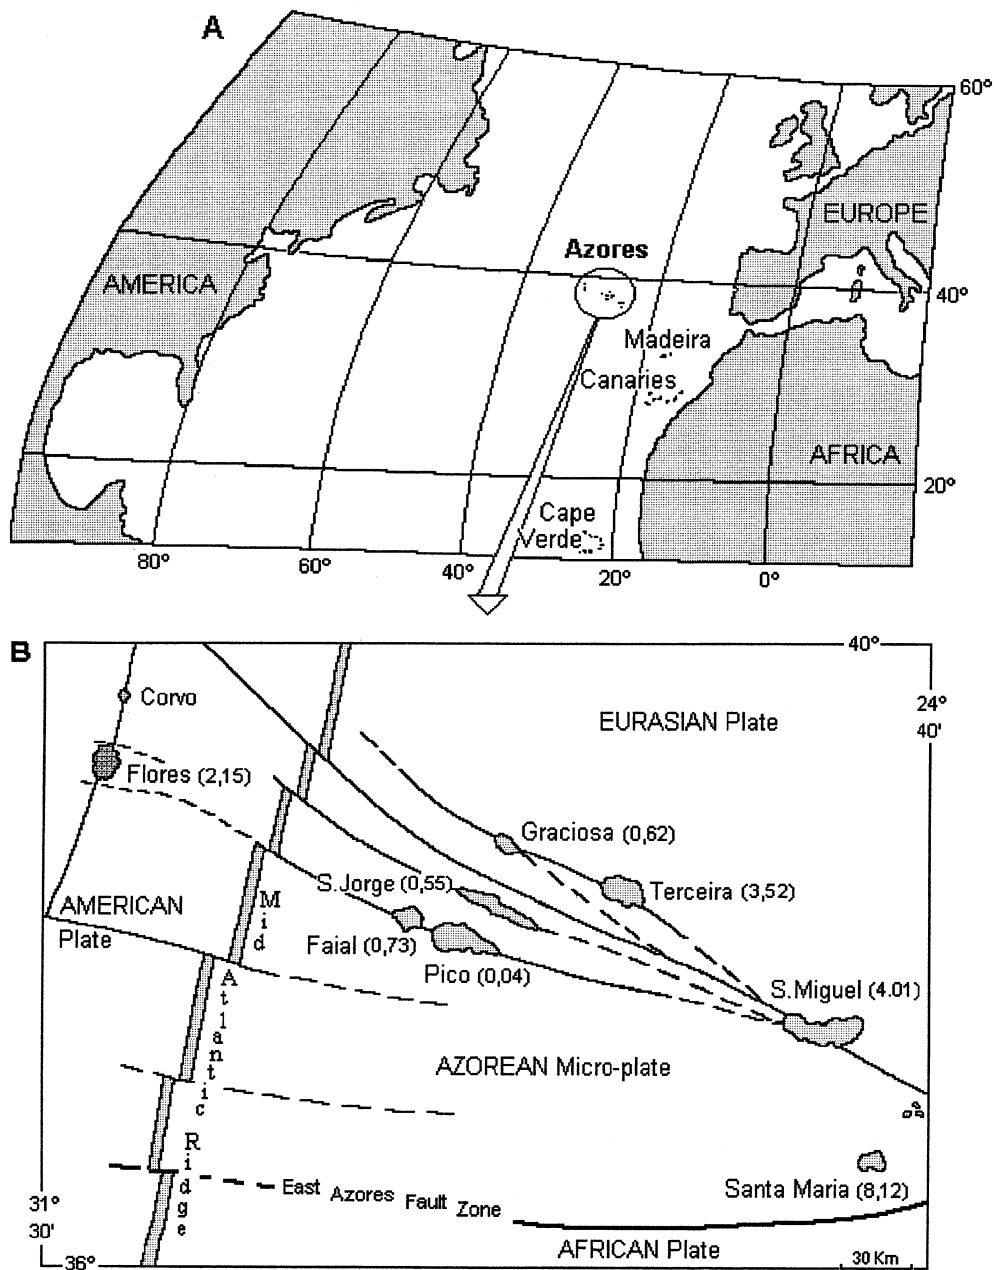 A
60°
EUROPE
Azores
AMERICA
40°
Madeira
Canaries
AFRICA
20°
Cape
Verde
80°
60°
40°
20°
0°
B
40°
Corvo
24°
40'
EURASIAN Plate
Flores (2,15)
Graciosa (0,62)
S.Jorge (0,55)
Terceira (3,52)
AMERICAN
Plate
Faial (0,73)
Pico (0,04)
S.Miguel (4.01)
Mid
Atlantic
Ridge
AZOREAN Micro-plate
East Azores Fault Zone
Santa Maria (8,12)
31°
30'
AFRICAN Plate
30 Km
36°